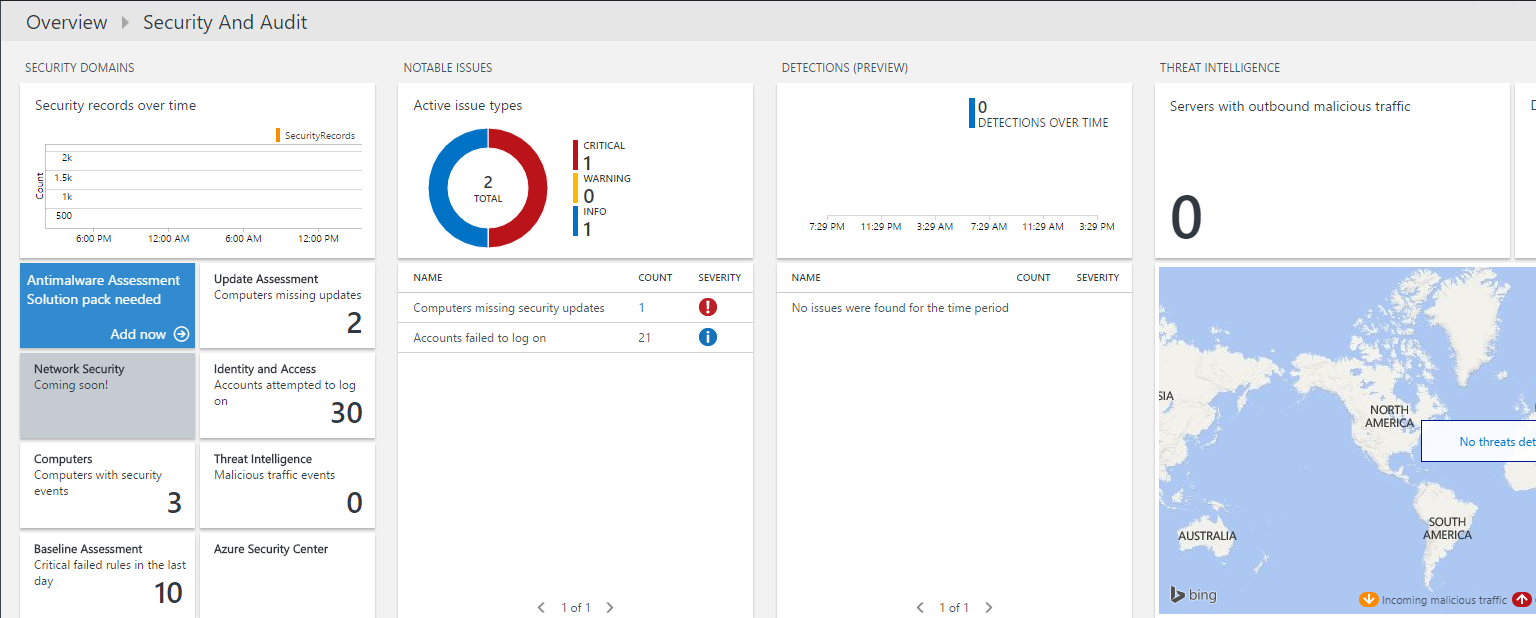 Overview
Security And Audit
SECURITY DOMAINS
Security records over time
SecurityRecords
Count
2k
1.5k
1k
500
6:00 PM 12:00 AM 6:00 AM 12:00 PM
Antimalware Assessment
Solution pack needed
Add now
Update Assessment
Computers missing updates
2
Network Security
Coming soon!
Identity and Access
Accounts attempted to log
on
30
Computers
Computers with security
events
3
Threat Intelligence
Malicious traffic events
0
Baseline Assessment
Critical failed rules in the last
day
10
Azure Security Center
NOTABLE ISSUES
Active issue types
2
TOTAL
CRITICAL
1
WARNING
0
INFO
1
NAME COUNT SEVERITY
Computers missing security updates 1
Accounts failed to log on 21
1 of 1
DETECTIONS (PREVIEW)
0
DETECTIONS OVER TIME
7:29 PM 11:29 PM 3:29 AM 7:29 AM 11:29 AM 3:29 PM
NAME COUNT SEVERITY
No issues were found for the time period
1 of 1
THREAT INTELLIGENCE
Servers with outbound malicious traffic
0
SIA
NORTH
AMERICA
No threats det
SOUTH
AMERICA
AUSTRALIA
bing
Incoming malicious traffic